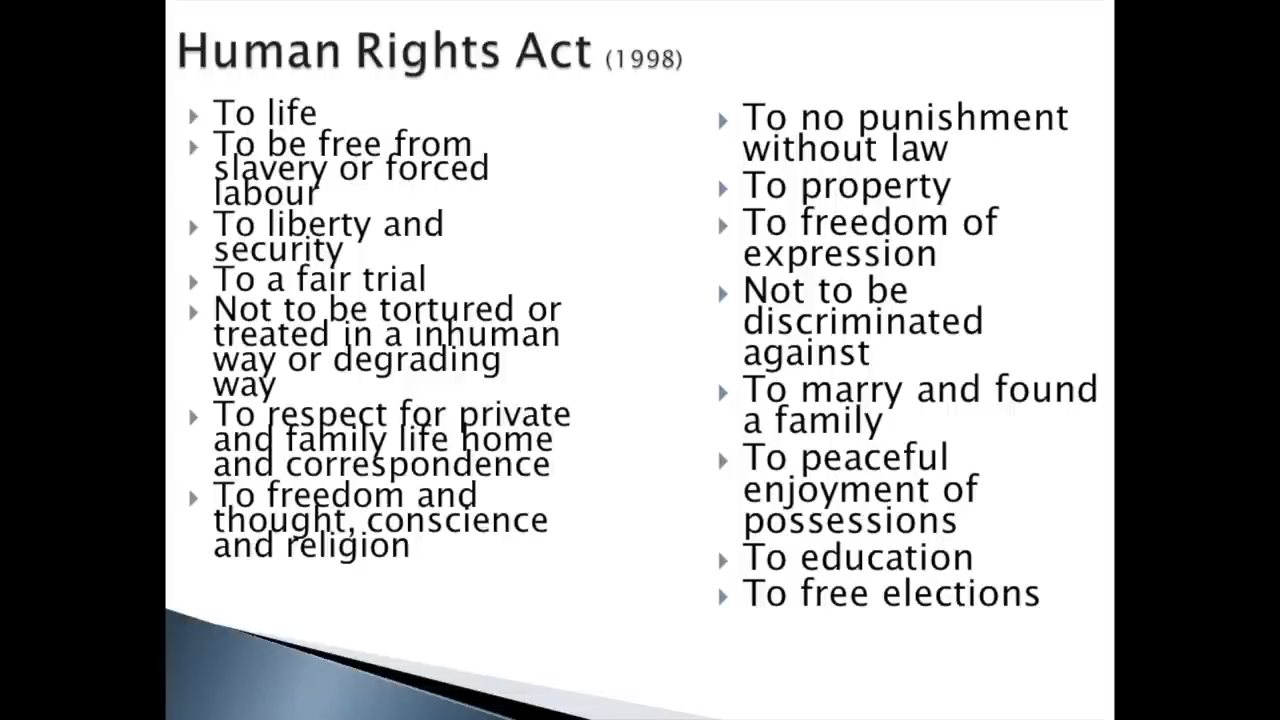 Human Rights Act (1998)
To life
To be free from
slavery or forced
labour
To liberty and
security
To a fair trial
Not to be tortured or
treated in a inhuman
way or degrading
way
To respect for private
and family life home
and correspondence
To freedom and
thought, conscience
and religion
To no punishment
without law
To property
To freedom of
expression
Not to be
discriminated
against
To marry and found
a family
To peaceful
enjoyment of
possessions
To education
To free elections